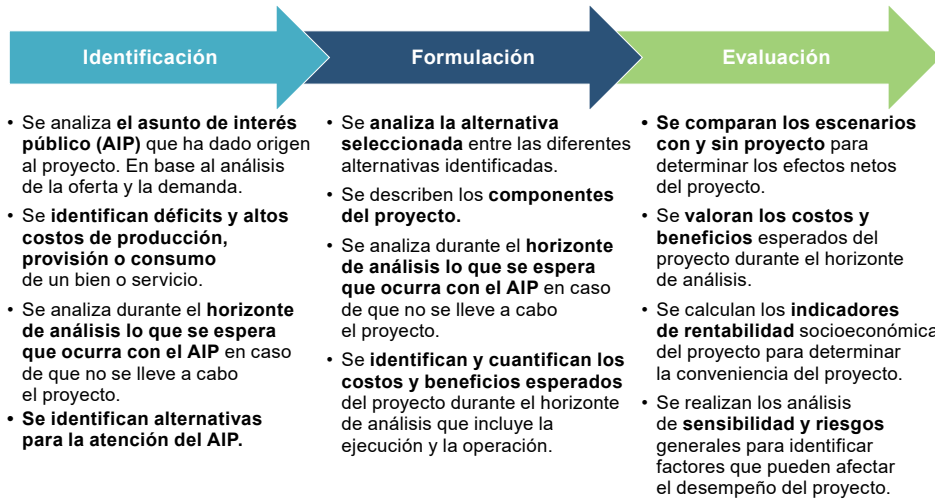 Identificación
Formulación
Evaluación
• Se analiza el asunto de interés
público (AIP) que ha dado origen
al proyecto. En base al análisis
de la oferta y la demanda.
• Se identifican déficits y altos
costos de producción,
provisión o consumo
de un bien o servicio.
• Se analiza durante el horizonte
de análisis lo que se espera
que ocurra con el AIP en caso
de que no se lleve a cabo
el proyecto.
• Se identifican alternativas
para la atención del AIP.
• Se analiza la alternativa
seleccionada entre las diferentes
alternativas identificadas.
• Se describen los componentes
del proyecto.
• Se analiza durante el horizonte
de análisis lo que se espera
que ocurra con el AIP en caso
de que no se lleve a cabo
el proyecto.
• Se identifican y cuantifican los
costos y beneficios esperados
del proyecto durante el horizonte
de análisis que incluye la
ejecución y la operación.
• Se comparan los escenarios
con y sin proyecto para
determinar los efectos netos
del proyecto.
• Se valoran los costos y
beneficios esperados del
proyecto durante el horizonte
de análisis.
• Se calculan los indicadores
de rentabilidad socioeconómica
del proyecto para determinar
la conveniencia del proyecto.
• Se realizan los análisis
de sensibilidad y riesgos
generales para identificar
factores que pueden afectar
el desempeño del proyecto.